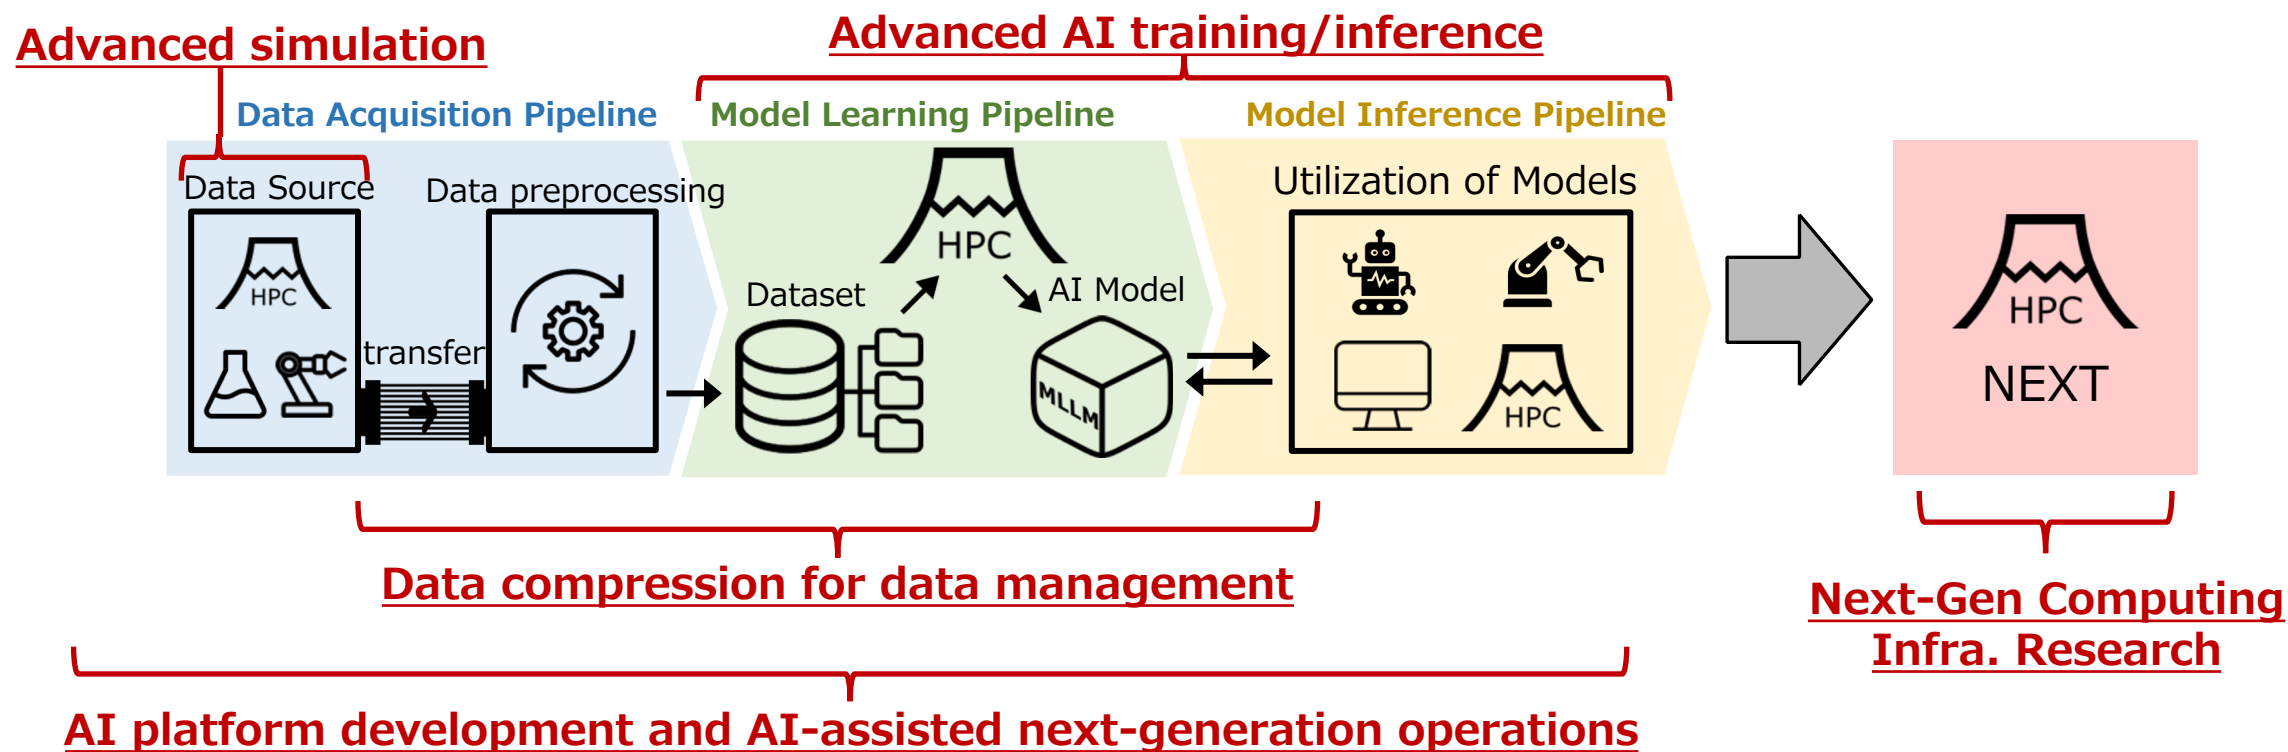 Advanced simulation
Advanced AI training/inference
Data Acquisition Pipeline
Model Learning Pipeline
Model Inference Pipeline
Data Source
Data preprocessing
HPC
transfer
Dataset
HPC
AI Model
MLLM
Utilization of Models
HPC
HPC
NEXT
Data compression for data management
Next-Gen Computing
Infra. Research
AI platform development and AI-assisted next-generation operations